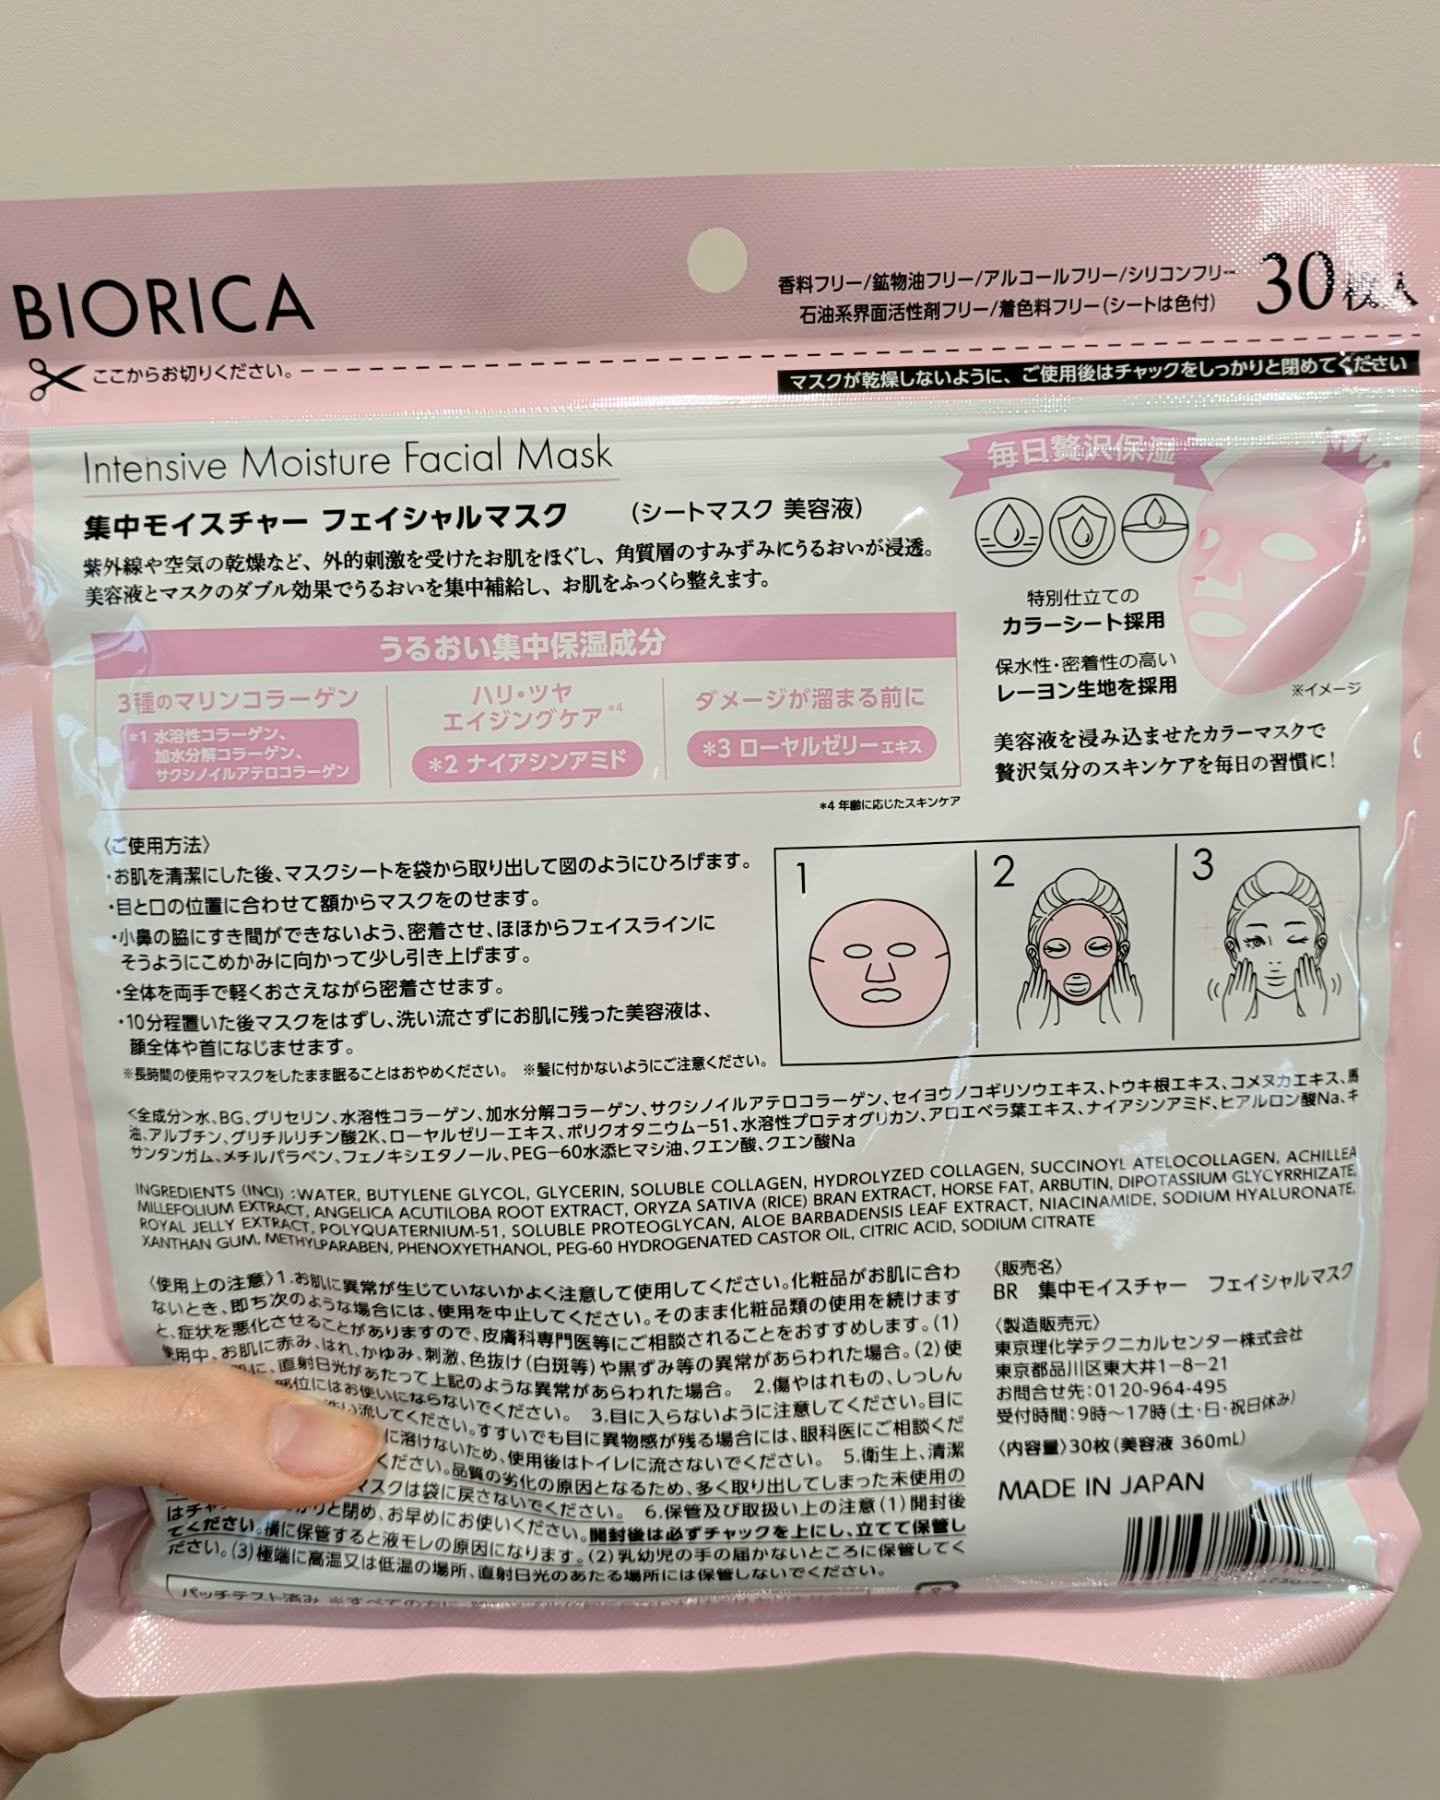 BIORICA
香料フリー/鉱物油フリー/アルコールフリー/シリコンフリー
石油系界面活性剤フリー/着色料フリー(シートは色付)
30枚入
ここからお切りください。
マスクが乾燥しないように、ご使用後はチャックをしっかりと閉めてください
Intensive Moisture Facial Mask
集中モイスチャー フェイシャルマスク (シートマスク 美容液)
紫外線や空気の乾燥など、外的刺激を受けたお肌をほぐし、角質層のすみずみにうるおいが浸透。
美容液とマスクのダブル効果でうるおいを集中補給し、お肌をふっくら整えます。
毎日贅沢保湿
特別仕立ての
カラーシート採用
保水性・密着性の高い
レーヨン生地を採用
※イメージ
美容液を浸み込ませたカラーマスクで
贅沢気分のスキンケアを毎日の習慣に!
うるおい集中保湿成分
3種のマリンコラーゲン
*1 水溶性コラーゲン、
加水分解コラーゲン、
サクシノイルアテロコラーゲン
ハリ・ツヤ
エイジングケア*4
*2 ナイアシンアミド
ダメージが溜まる前に
*3 ローヤルゼリーエキス
*4 年齢に応じたスキンケア
〈ご使用方法〉
・お肌を清潔にした後、マスクシートを袋から取り出して図のようにひろげます。
・目と口の位置に合わせて額からマスクをのせます。
・小鼻の脇にすき間ができないよう、密着させ、ほほからフェイスラインに
そうようにこめかみに向かって少し引き上げます。
・全体を両手で軽くおさえながら密着させます。
・10分程置いた後マスクをはずし、洗い流さずにお肌に残った美容液は、
顔全体や首になじませます。
※長時間の使用やマスクをしたまま眠ることはおやめください。 ※髪に付かないようにご注意ください。
1
2
3
<全成分>水、BG、グリセリン、水溶性コラーゲン、加水分解コラーゲン、サクシノイルアテロコラーゲン、セイヨウノコギリソウエキス、トウキ根エキス、コメヌカエキス、馬
油、アルブチン、グリチルリチン酸2K、ローヤルゼリーエキス、ポリクオタニウム-51、水溶性プロテオグリカン、アロエベラ葉エキス、ナイアシンアミド、ヒアルロン酸Na、キ
サンタンガム、メチルパラベン、フェノキシエタノール、PEG-60水添ヒマシ油、クエン酸、クエン酸Na
INGREDIENTS (INCI) :WATER, BUTYLENE GLYCOL, GLYCERIN, SOLUBLE COLLAGEN, HYDROLYZED COLLAGEN, SUCCINOYL ATELOCOLLAGEN, ACHILLEA
MILLEFOLIUM EXTRACT, ANGELICA ACUTILOBA ROOT EXTRACT, ORYZA SATIVA (RICE) BRAN EXTRACT, HORSE FAT, ARBUTIN, DIPOTASSIUM GLYCYRRHIZATE,
ROYAL JELLY EXTRACT, POLYQUATERNIUM-51, SOLUBLE PROTEOGLYCAN, ALOE BARBADENSIS LEAF EXTRACT, NIACINAMIDE, SODIUM HYALURONATE,
XANTHAN GUM, METHYLPARABEN, PHENOXYETHANOL, PEG-60 HYDROGENATED CASTOR OIL, CITRIC ACID, SODIUM CITRATE
〈使用上の注意〉1.お肌に異常が生じていないかよく注意して使用してください。化粧品がお肌に合わ
ないとき、即ち次のような場合には、使用を中止してください。そのまま化粧品類の使用を続けます
と、症状を悪化させることがありますので、皮膚科専門医等にご相談されることをおすすめします。(1)
使用中、お肌に赤み、はれ、かゆみ、刺激、色抜け(白斑等)や黒ずみ等の異常があらわれた場合。(2)使
肌に、直射日光があたって上記のような異常があらわれた場合。 2.傷やはれもの、しっしん
部位にはお使いにならないでください。 3.目に入らないように注意してください。目に
洗い流してください。すすいでも目に異物感が残る場合には、眼科医にご相談くだ
に溶けないため、使用後はトイレに流さないでください。 5.衛生上、清潔
ください。品質の劣化の原因となるため、多く取り出してしまった未使用の
マスクは袋に戻さないでください。 6.保管及び取扱い上の注意(1)開封後
はチャ かりと閉め、お早めにお使いください。開封後は必ずチャックを上にし、立てて保管し
てください。横に保管すると液モレの原因になります。(2)乳幼児の手の届かないところに保管してく
ださい。(3)極端に高温又は低温の場所、直射日光のあたる場所には保管しないでください。
パッチテスト済み ※すべての方に
〈販売名〉
BR 集中モイスチャー フェイシャルマスク
〈製造販売元〉
東京理化学テクニカルセンター株式会社
東京都品川区東大井1-8-21
お問合せ先:0120-964-495
受付時間:9時~17時(土・日・祝日休み)
〈内容量〉30枚(美容液 360mL)
MADE IN JAPAN